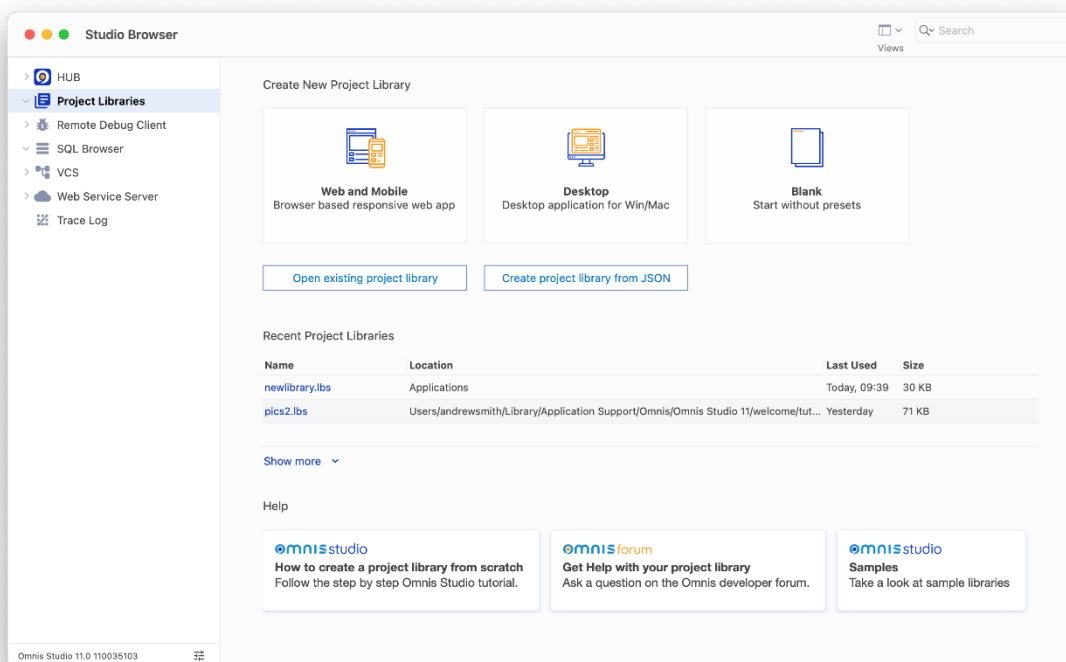 Studio Browser
Views
Search
HUB
Project Libraries
Remote Debug Client
SQL Browser
VCS
Web Service Server
Trace Log
Create New Project Library
Web and Mobile
Browser based responsive web app
Desktop
Desktop application for Win/Mac
Blank
Start without presets
Open existing project library
Create project library from JSON
Recent Project Libraries
Name Location Last Used Size
newlibrary.lbs Applications Today, 09:39 30 KB
pics2.lbs Users/andrewsmith/Library/Application Support/Omnis/Omnis Studio 11/welcome/tut... Yesterday 71 KB
Show more
Help
omnis studio
How to create a project library from scratch
Follow the step by step Omnis Studio tutorial.
omnis forum
Get Help with your project library
Ask a question on the Omnis developer forum.
omnis studio
Samples
Take a look at sample libraries
Omnis Studio 11.0 110035103